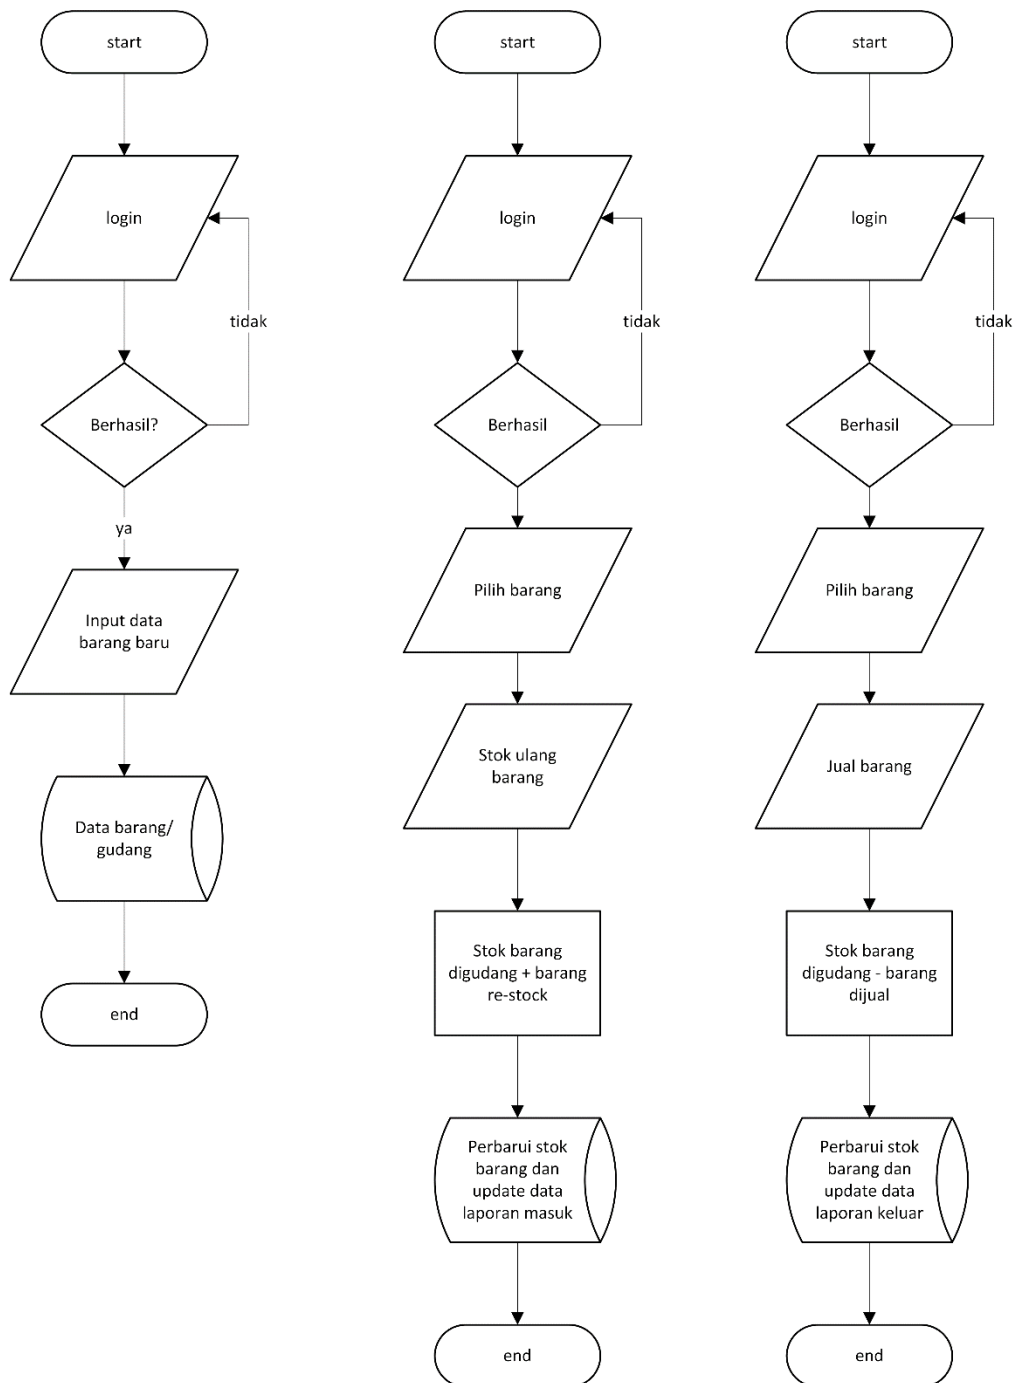 start
login
tidak
Berhasil?
ya
Input data
barang baru
Data barang/
gudang
end
start
login
tidak
Berhasil
Pilih barang
Stok ulang
barang
Stok barang
digudang + barang
re-stock
Perbarui stok
barang dan
update data
laporan masuk
end
start
login
tidak
Berhasil
Pilih barang
Jual barang
Stok barang
digudang - barang
dijual
Perbarui stok
barang dan
update data
laporan keluar
end